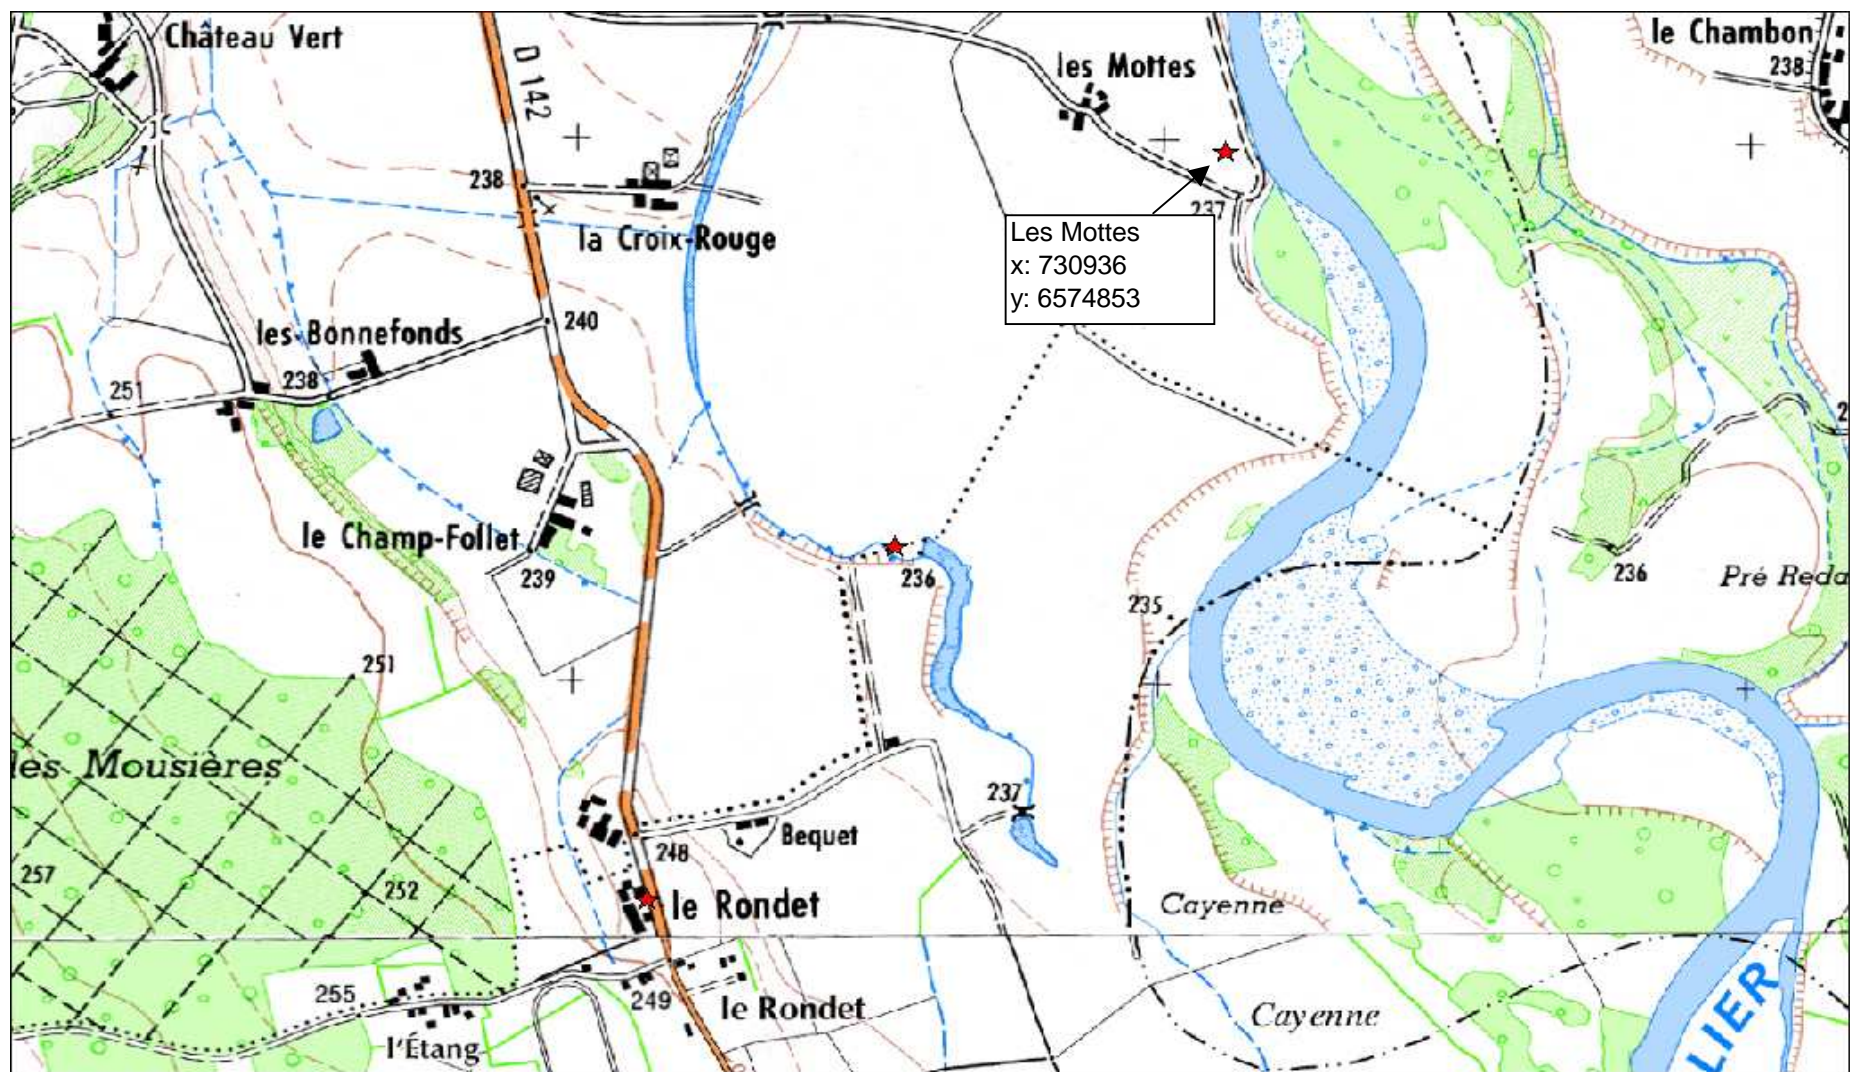 Château Vert
D 142
les Mottes
le Chambon
238
238
237
la Croix-Rouge
Les Mottes
x: 730936
y: 6574853
240
les Bonnefonds
238
251
le Champ-Follet
239
236
236
Pré Reda
235
251
les Mousières
237
Bequet
248
257
252
le Rondet
Cayenne
255
249
le Rondet
Cayenne
l'Étang
LIER